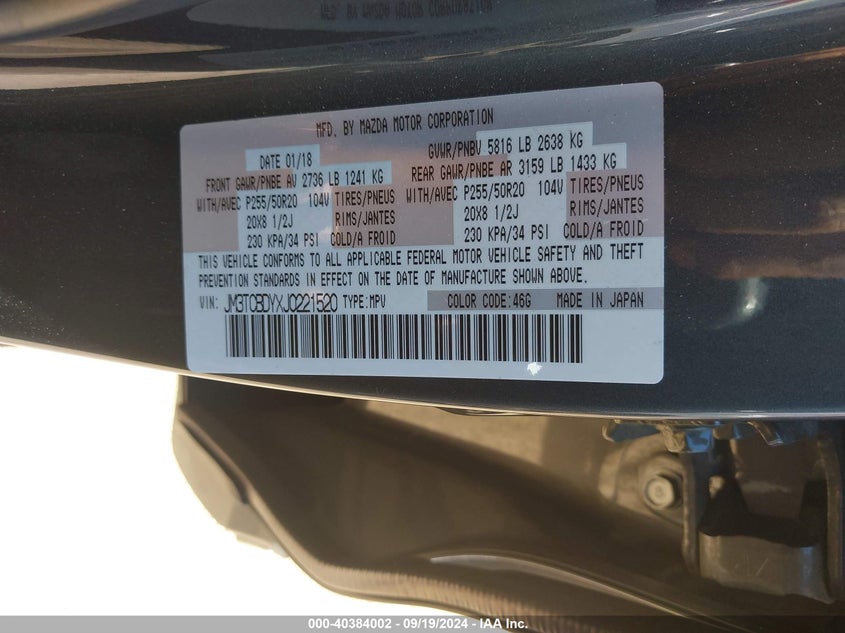 MFD. BY MAZDA MOTOR CORPORATION
DATE 01/18 GVWR/PNBV 5816 LB 2638 KG
FRONT GAWR/PNBE AV 2736 LB 1241 KG REAR GAWR/PNBE AR 3159 LB 1433 KG
WITH/AVEC P255/50R20 104V TIRES/PNEUS WITH/AVEC P255/50R20 104V TIRES/PNEUS
20X8 1/2J RIMS/JANTES 20X8 1/2J RIMS/JANTES
230 KPA/34 PSI COLD/A FROID 230 KPA/34 PSI COLD/A FROID
THIS VEHICLE CONFORMS TO ALL APPLICABLE FEDERAL MOTOR VEHICLE SAFETY AND THEFT
PREVENTION STANDARDS IN EFFECT ON THE DATE OF MANUFACTURE SHOWN ABOVE.
VIN: JM3TCBDYXJ0221520 TYPE:MPV COLOR CODE:46G MADE IN JAPAN
000-40384002 - 09/19/2024 - IAA Inc.